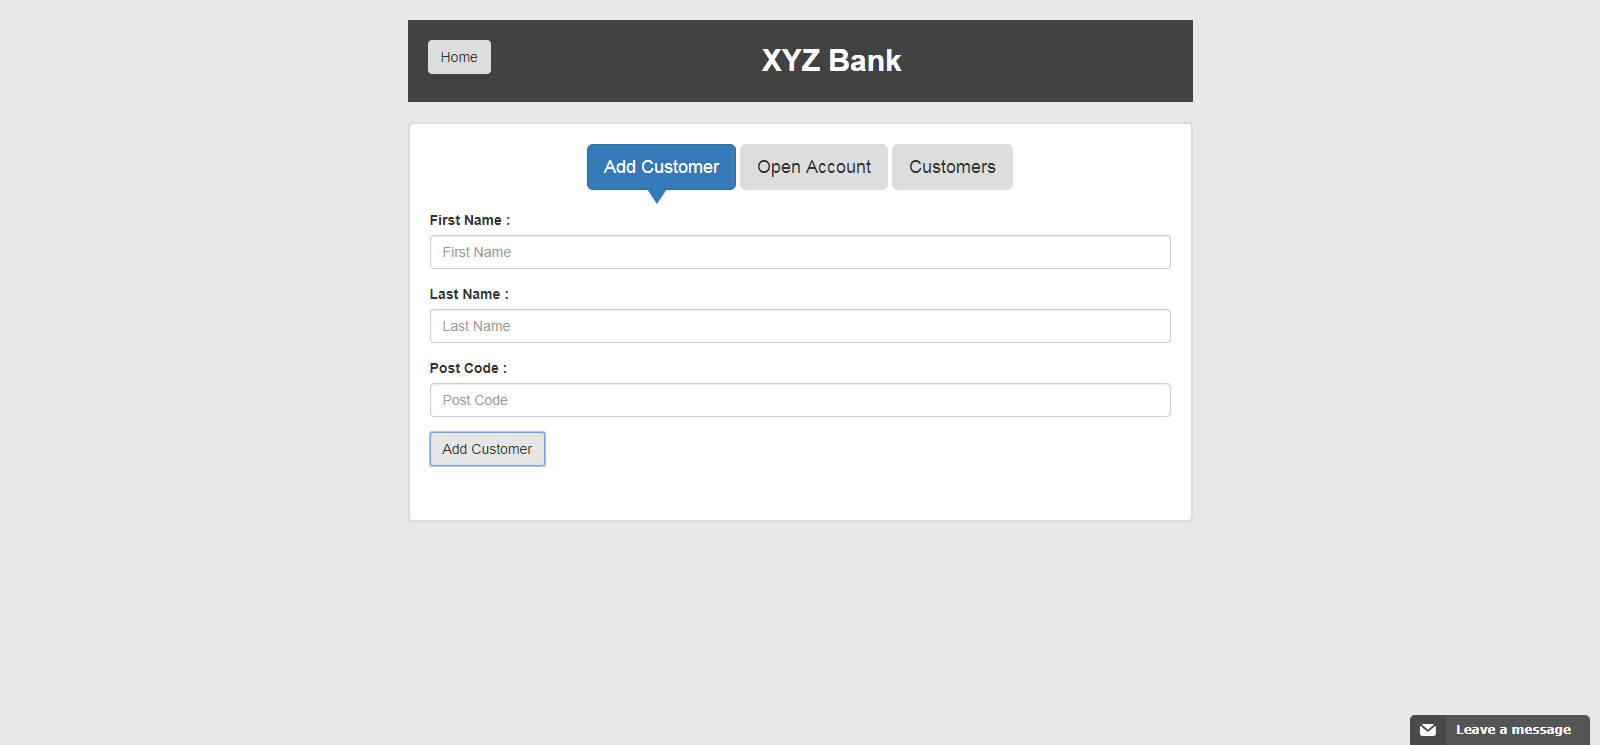 Home
XYZ Bank
Add Customer
Open Account
Customers
First Name :
First Name
Last Name :
Last Name
Post Code :
Post Code
Add Customer
Leave a message